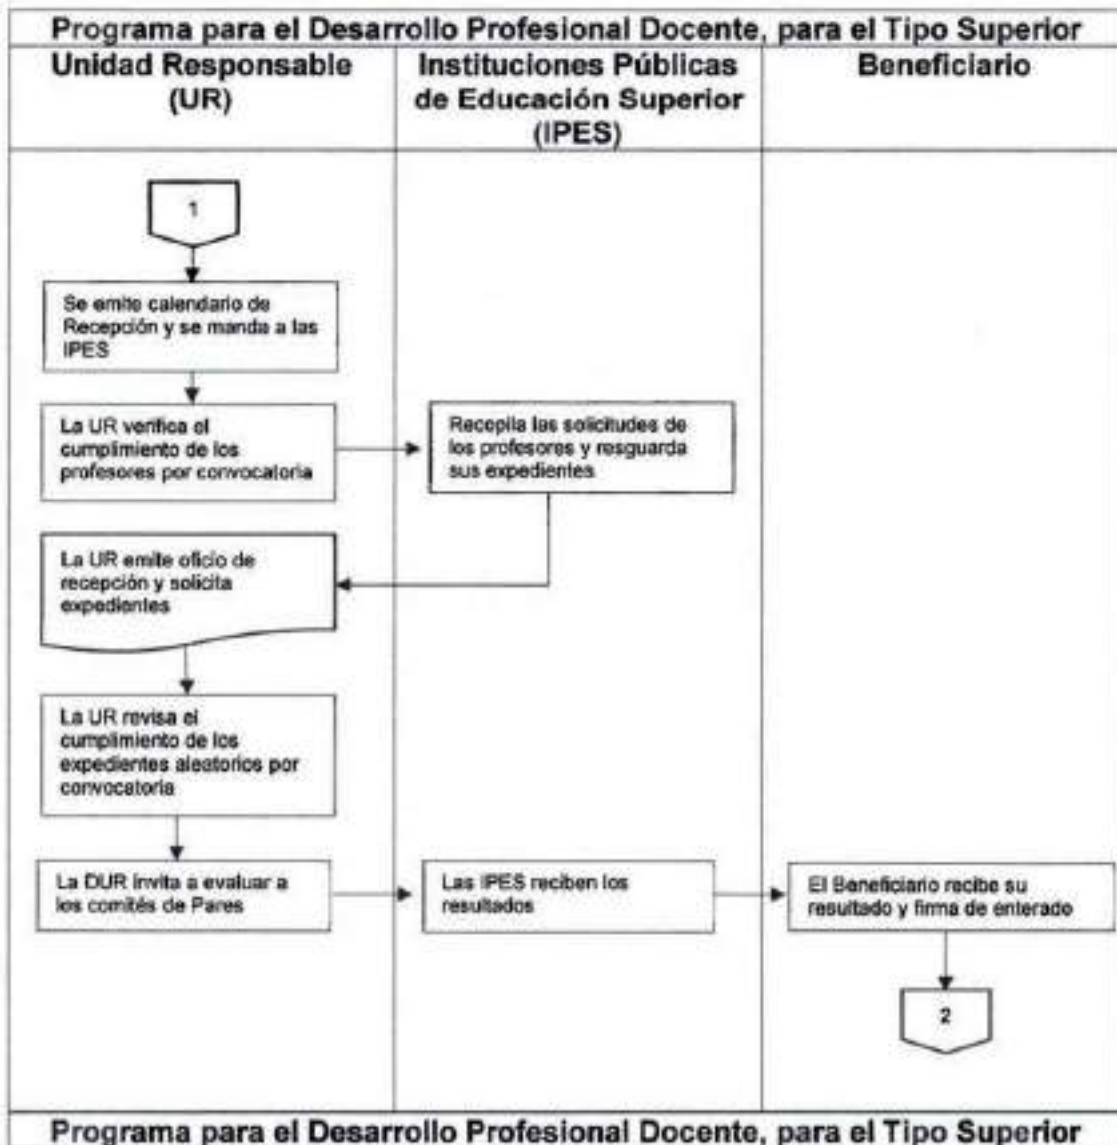 Programa para el Desarrollo Profesional Docente, para el Tipo Superior
Unidad Responsable
(UR)
Instituciones Públicas
de Educación Superior
(IPES)
Beneficiario
1
Se emite calendario de
Recepción y se manda a las
IPES
La UR verifica el
cumplimiento de los
profesores por convocatoria
Recopila las solicitudes de
los profesores y resguarda
sus expedientes
La UR emite oficio de
recepción y solicita
expedientes
La UR revisa el
cumplimiento de los
expedientes aleatorios por
convocatoria
La DUR invita a evaluar a
los comités de Pares
Las IPES reciben los
resultados
El Beneficiario recibe su
resultado y firma de enterado
2
Programa para el Desarrollo Profesional Docente, para el Tipo Superior